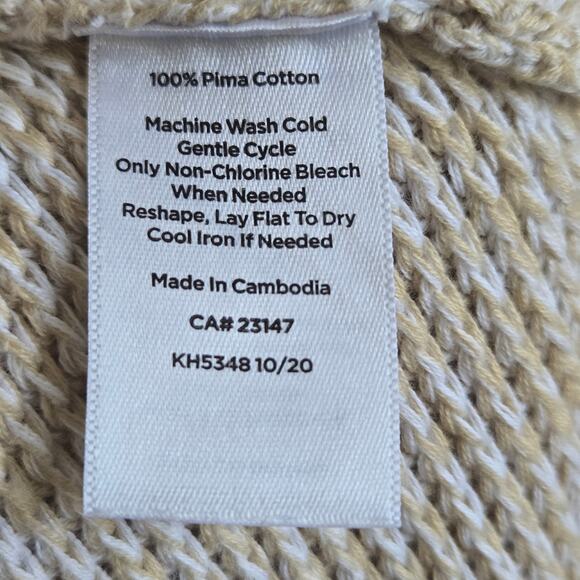 100% Pima Cotton
Machine Wash Cold
Gentle Cycle
Only Non-Chlorine Bleach
When Needed
Reshape, Lay Flat To Dry
Cool Iron If Needed
Made In Cambodia
CA# 23147
KH5348 10/20